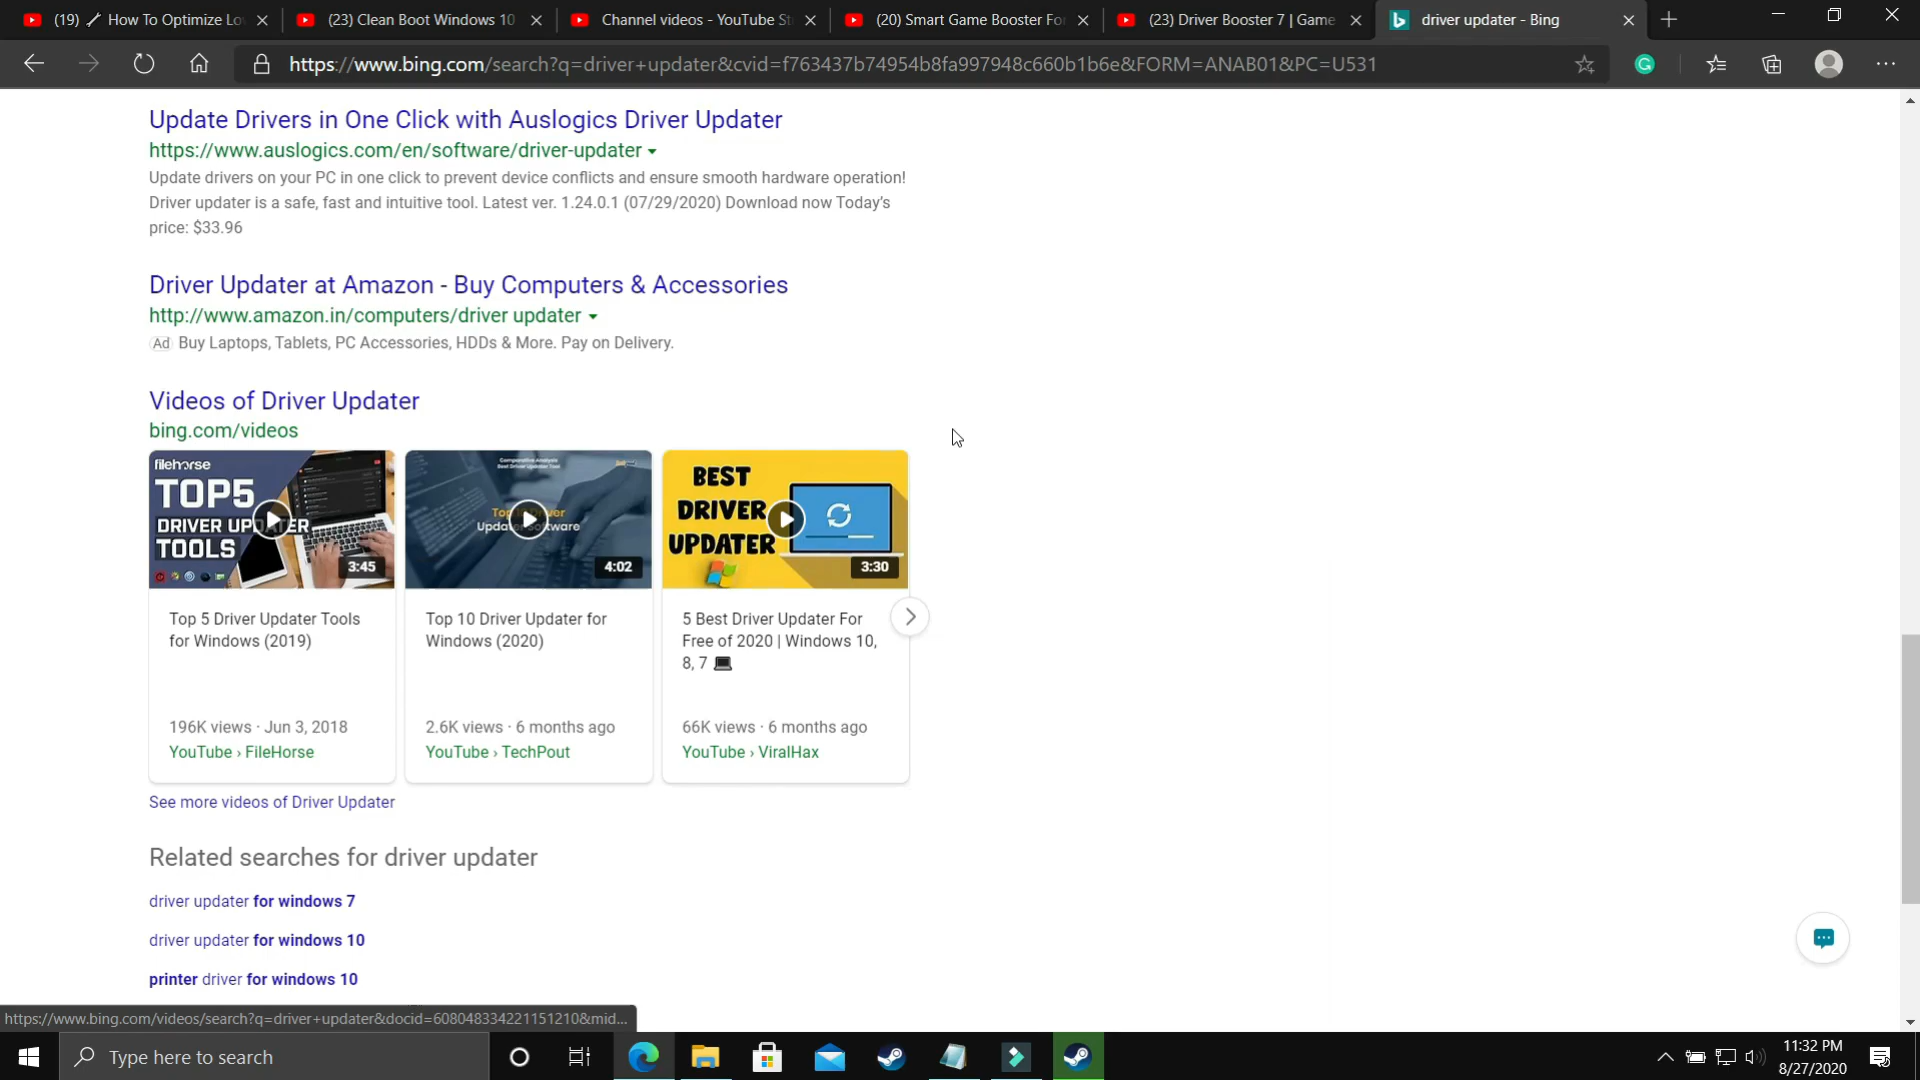 (19) 🖌 How To Optimize Lo
(23) Clean Boot Windows 10
Channel videos - YouTube St
(20) Smart Game Booster Fo
(23) Driver Booster 7 | Game
driver updater - Bing
https://www.bing.com/search?q=driver+updater&cvid=f763437b74954b8fa997948c660b1b6e&FORM=ANAB01&PC=U531
Update Drivers in One Click with Auslogics Driver Updater
https://www.auslogics.com/en/software/driver-updater
Update drivers on your PC in one click to prevent device conflicts and ensure smooth hardware operation!
Driver updater is a safe, fast and intuitive tool. Latest ver. 1.24.0.1 (07/29/2020) Download now Today's
price: $33.96
Driver Updater at Amazon - Buy Computers & Accessories
http://www.amazon.in/computers/driver updater
Ad Buy Laptops, Tablets, PC Accessories, HDDs & More. Pay on Delivery.
Videos of Driver Updater
bing.com/videos
filehorse
TOP5
DRIVER UPDATER
TOOLS
3:45
Comparative Analysis
Best Driver Updater Tool
Top 10 Driver
Updater Software
4:02
BEST
DRIVER
UPDATER
3:30
Top 5 Driver Updater Tools
for Windows (2019)
196K views · Jun 3, 2018
YouTube › FileHorse
Top 10 Driver Updater for
Windows (2020)
2.6K views · 6 months ago
YouTube › TechPout
5 Best Driver Updater For
Free of 2020 | Windows 10,
8, 7 💻
66K views · 6 months ago
YouTube › ViralHax
See more videos of Driver Updater
Related searches for driver updater
driver updater for windows 7
driver updater for windows 10
printer driver for windows 10
https://www.bing.com/videos/search?q=driver+updater&docid=608048334221151210&mid...
Type here to search
11:32 PM
8/27/2020